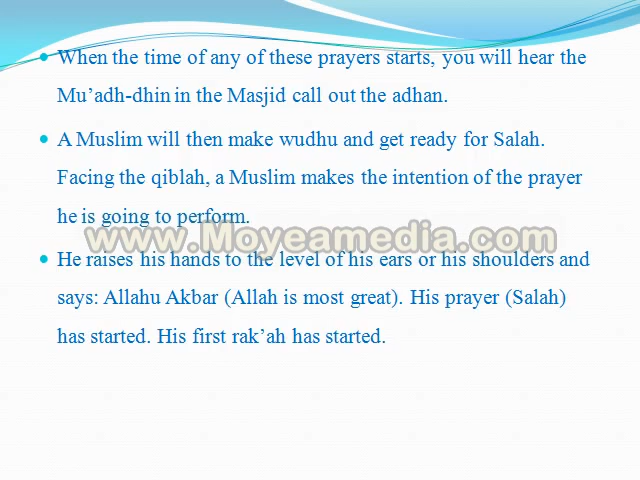 • When the time of any of these prayers starts, you will hear the
Mu’adh-dhin in the Masjid call out the adhan.
• A Muslim will then make wudhu and get ready for Salah.
Facing the qiblah, a Muslim makes the intention of the prayer
he is going to perform.
www.Moyeamedia.com
• He raises his hands to the level of his ears or his shoulders and
says: Allahu Akbar (Allah is most great). His prayer (Salah)
has started. His first rak’ah has started.